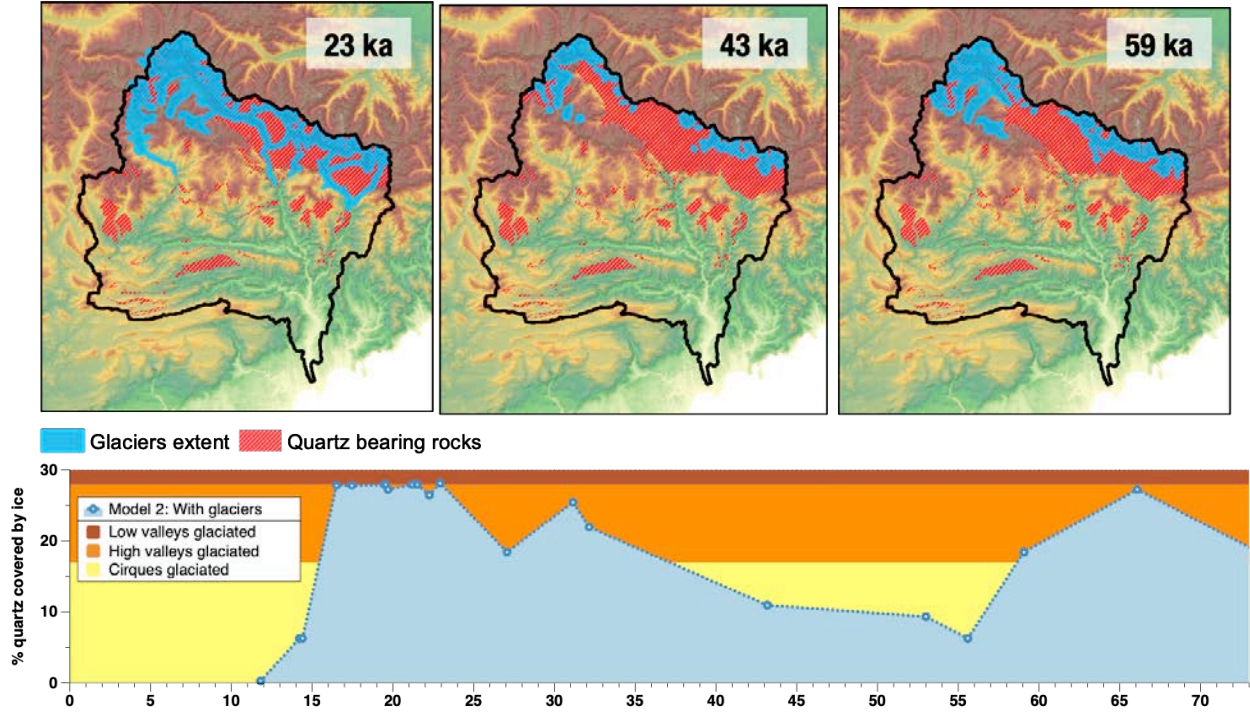 23 ka
43 ka
59 ka
Glaciers extent
Quartz bearing rocks
% quartz covered by ice
30
20
10
0
Model 2: With glaciers
Low valleys glaciated
High valleys glaciated
Cirques glaciated
0 5 10 15 20 25 30 35 40 45 50 55 60 65 70